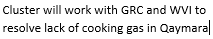 Cluster will work with GRC and WVI to
resolve lack of cooking gas in Qaymara